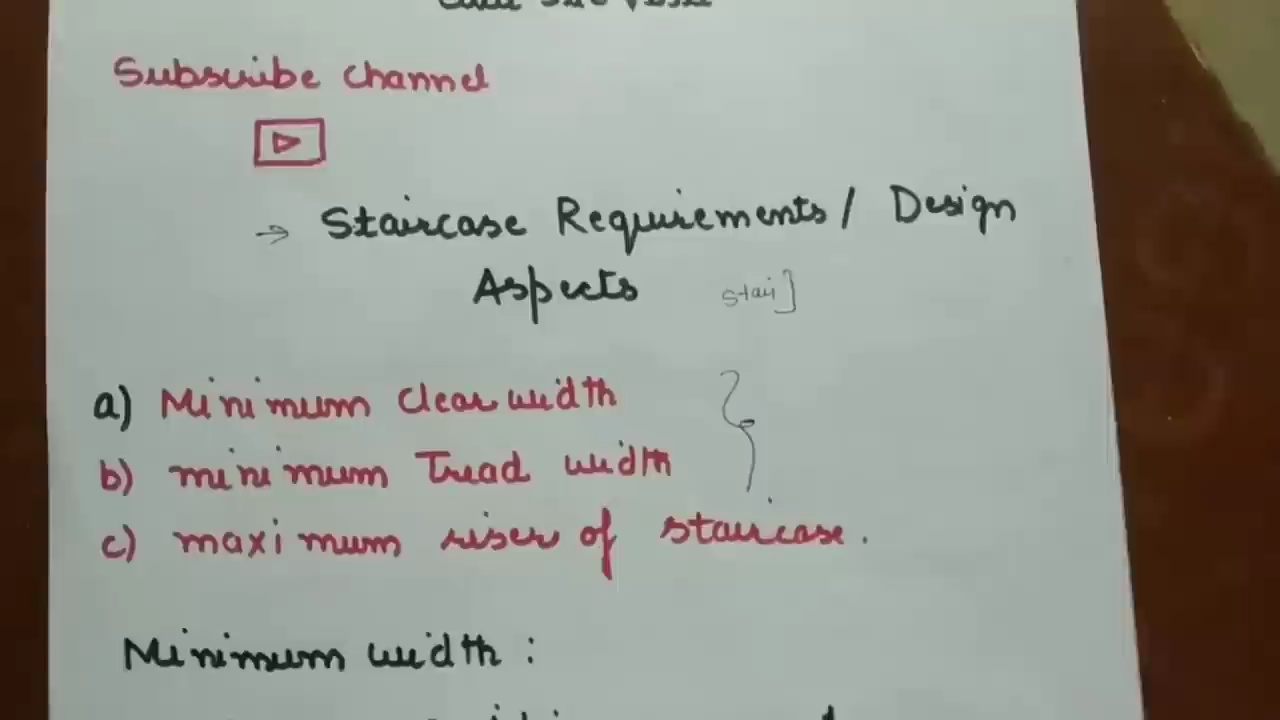 Subscribe channel
→ Staircase Requirements / Design
Aspects stair]
a) Minimum clear width
b) minimum Tread width
c) maximum riser of staircase.
Minimum width :